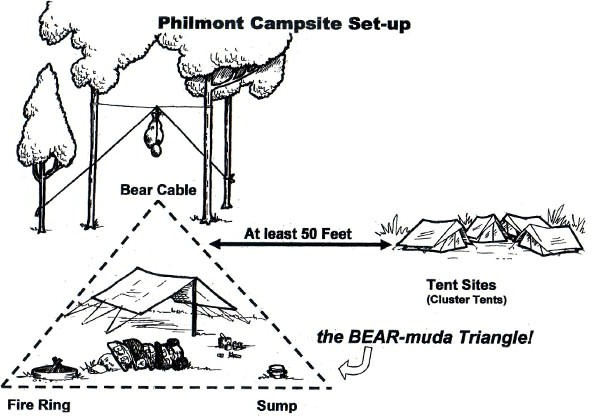 Philmont Campsite Set-up
Bear Cable
At least 50 Feet
Tent Sites
(Cluster Tents)
the BEAR-muda Triangle!
Fire Ring
Sump